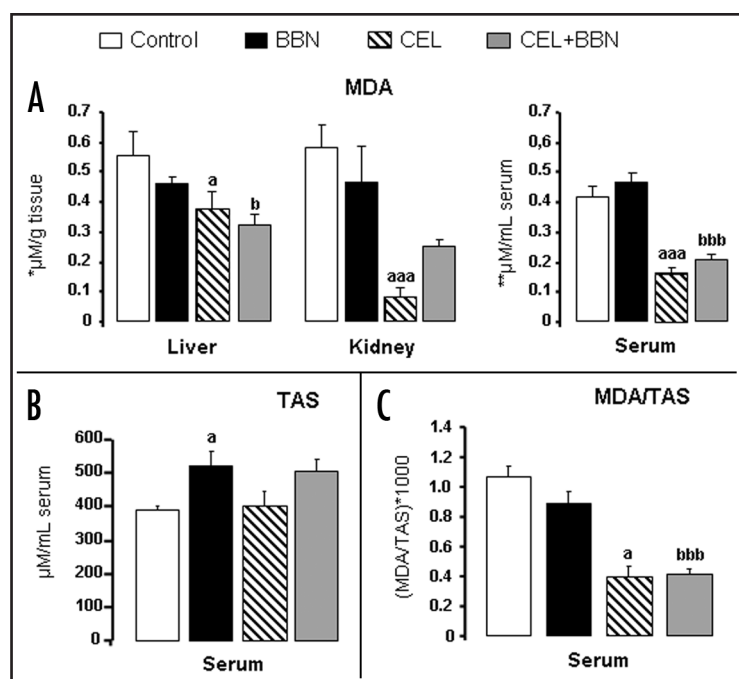 Control BBN CEL CEL+BBN
A
MDA
0.7
0.6
0.5
0.4
0.3
0.2
0.1
0
*µM/g tissue
a
b
aaa
Liver
Kidney
0.7
0,6
0,5
0.4
0.3
0.2
0.1
0
**µM/mL serum
aaa
bbb
Serum
B
TAS
600
500
400
300
200
100
0
µM/mL serum
a
Serum
C
MDA/TAS
1.4
1.2
1.0
0.8
0.6
0.4
0.2
0
(MDA/TAS)*1000
a
bbb
Serum